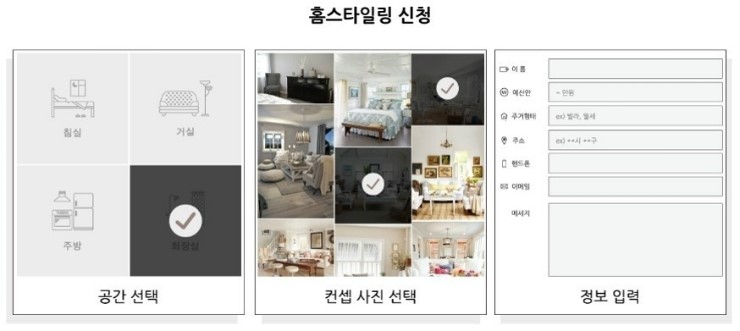 홈스타일링 신청
침실
거실
주방
화장실
공간 선택
컨셉 사진 선택
이 름
예산안
~ 만원
주거형태
ex) 빌라, 월세
주소
ex) **시 **구
핸드폰
이메일
메세지
정보 입력